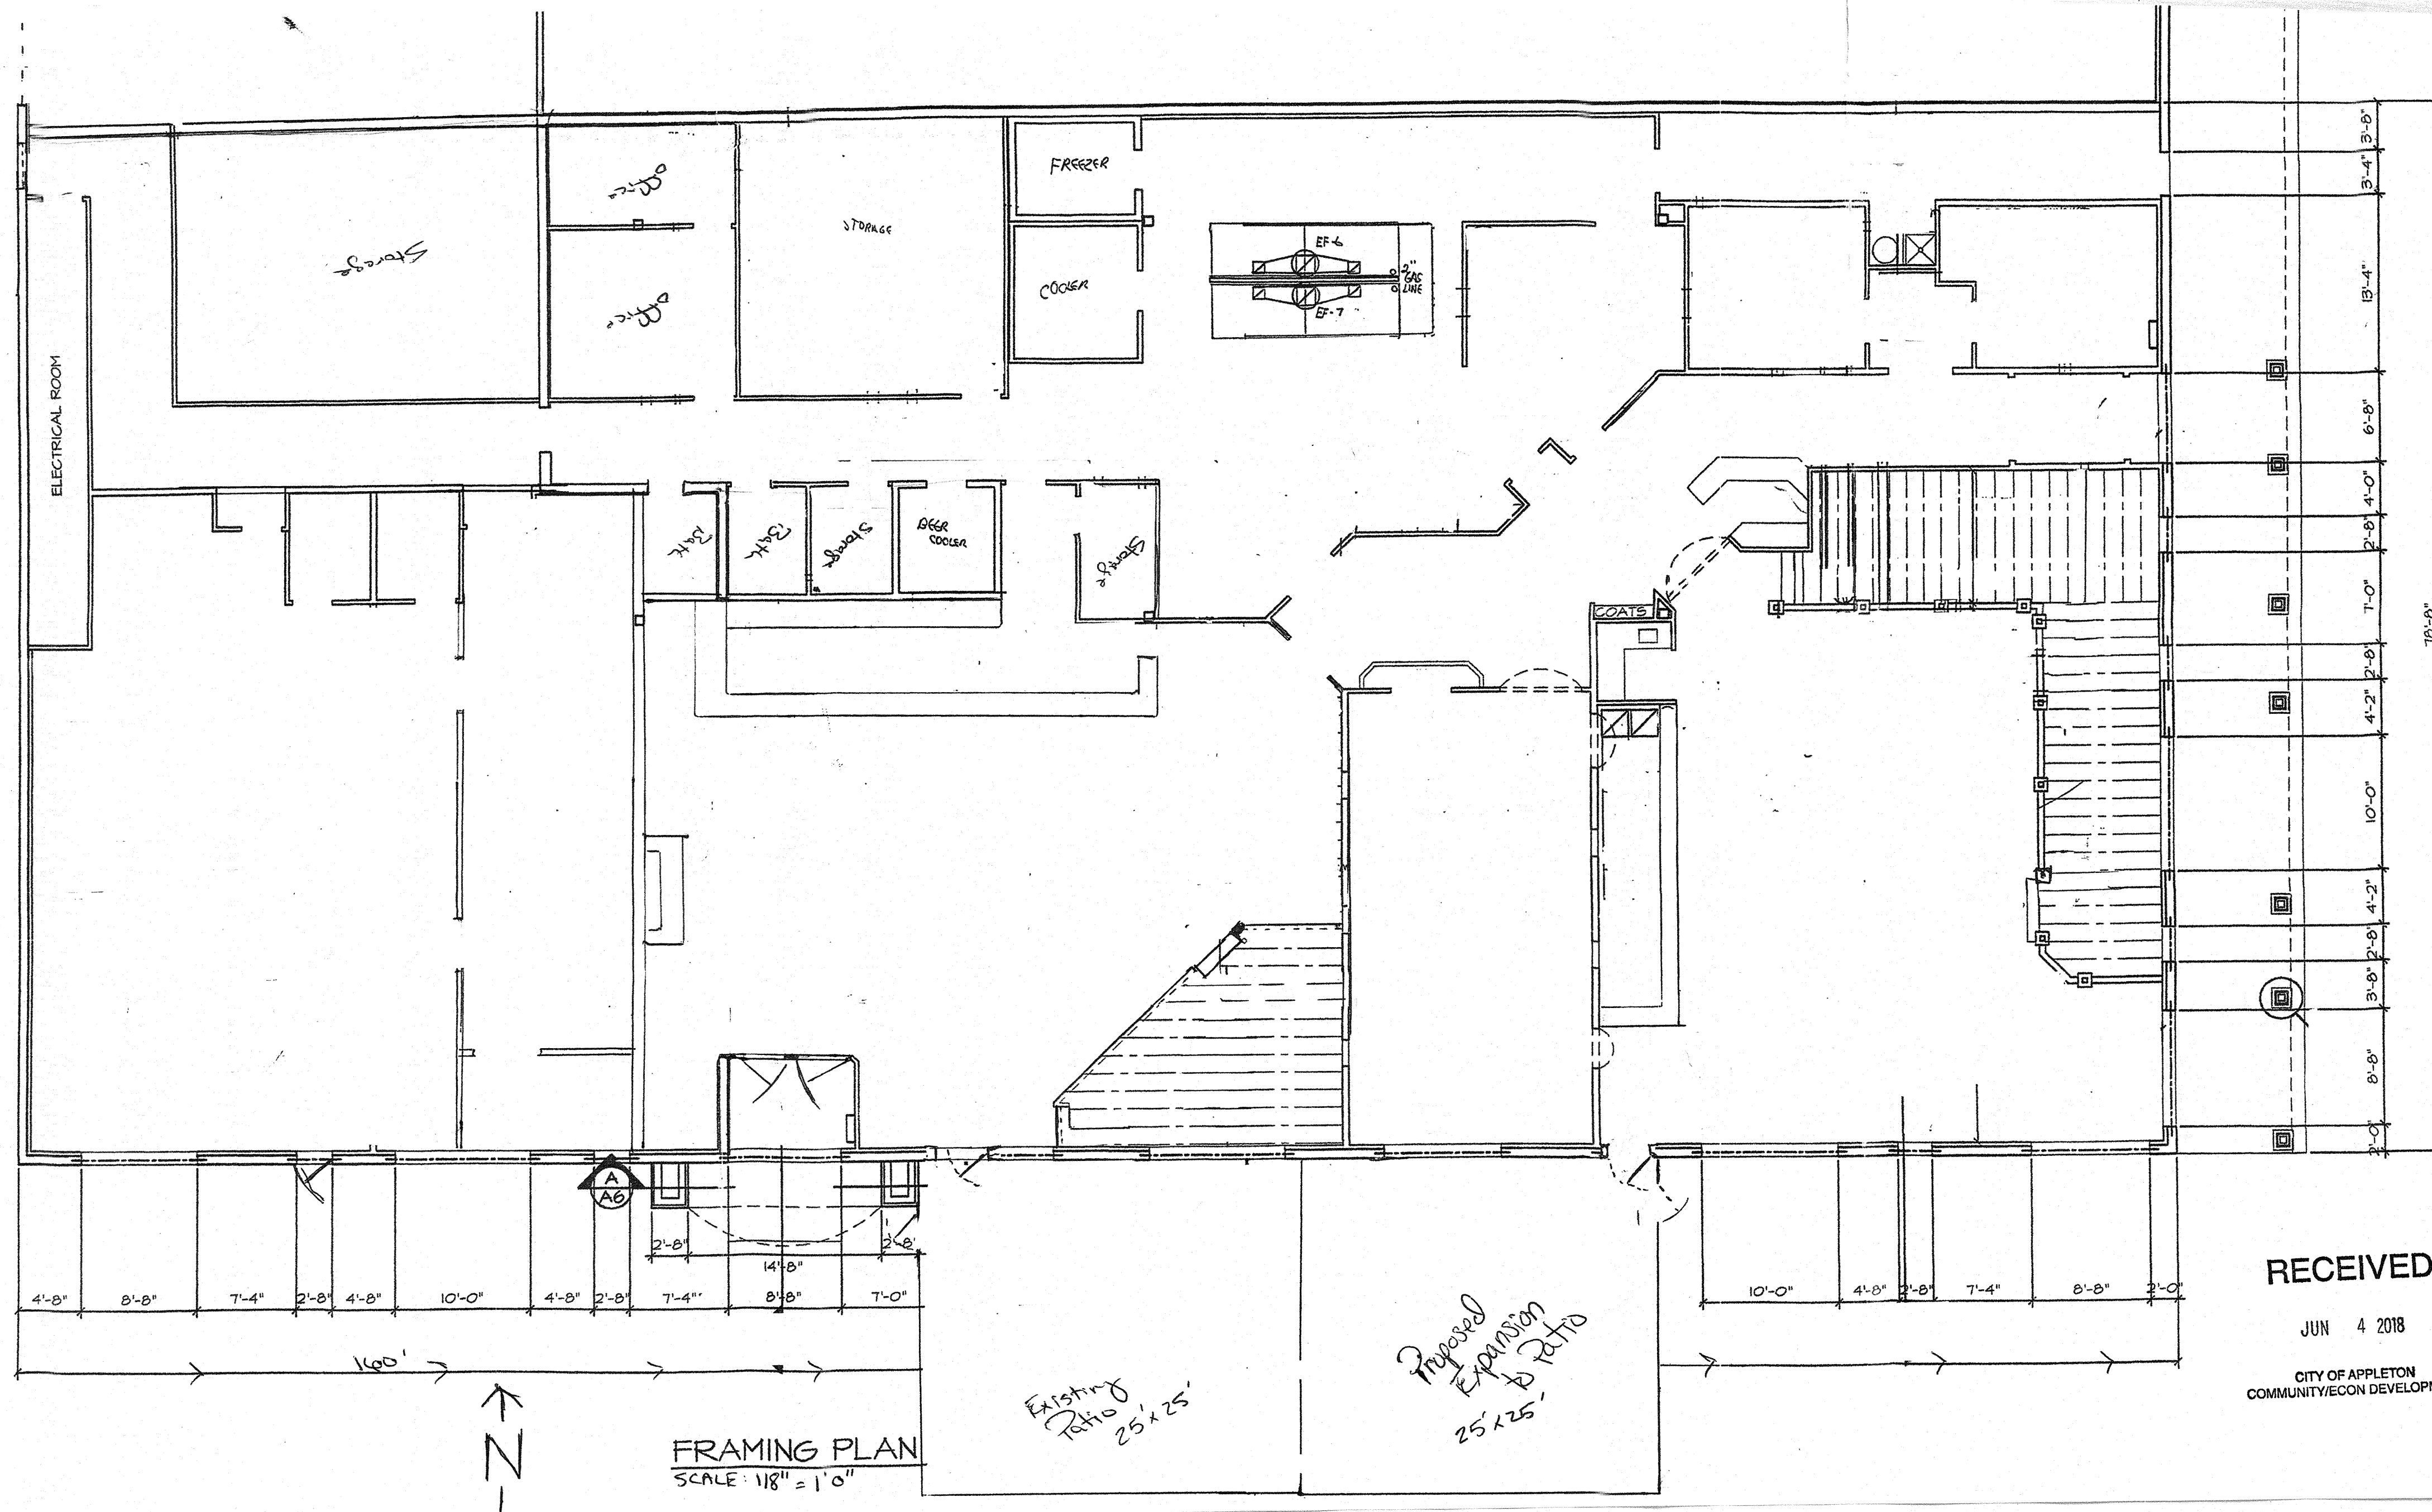 FREEZER
Office
STORAGE
Storage
COOLER
EF-6
2"
GAS
LINE
EF-7
Office
ELECTRICAL ROOM
Bath
Bath
Storage
BEER
COOLER
Storage
COATS
3'-8"
3'-4"
13'-4"
6'-8"
4'-0"
2'-8"
7'-0"
2'-8"
4'-2"
10'-0"
4'-2"
2'-8"
3'-8"
8'-8"
2'-0"
78'-8"
A
A6
2'-8"
2'-8"
14'-8"
4'-8"
8'-8"
7'-4"
2'-8"
4'-8"
10'-0"
4'-8"
2'-8"
7'-4"
8'-8"
7'-0"
10'-0"
4'-8"
2'-8"
7'-4"
8'-8"
2'-0"
160'
N
FRAMING PLAN
SCALE: 1/8" = 1'0"
Existing
Patio
25' x 25'
Proposed
Expansion
to Patio
25' x 25'
RECEIVED
JUN 4 2018
CITY OF APPLETON
COMMUNITY/ECON DEVELOPM